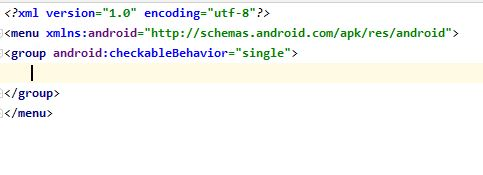 <?xml version="1.0" encoding="utf-8"?>
<menu xmlns:android="http://schemas.android.com/apk/res/android">
<group android:checkableBehavior="single">
</group>
</menu>